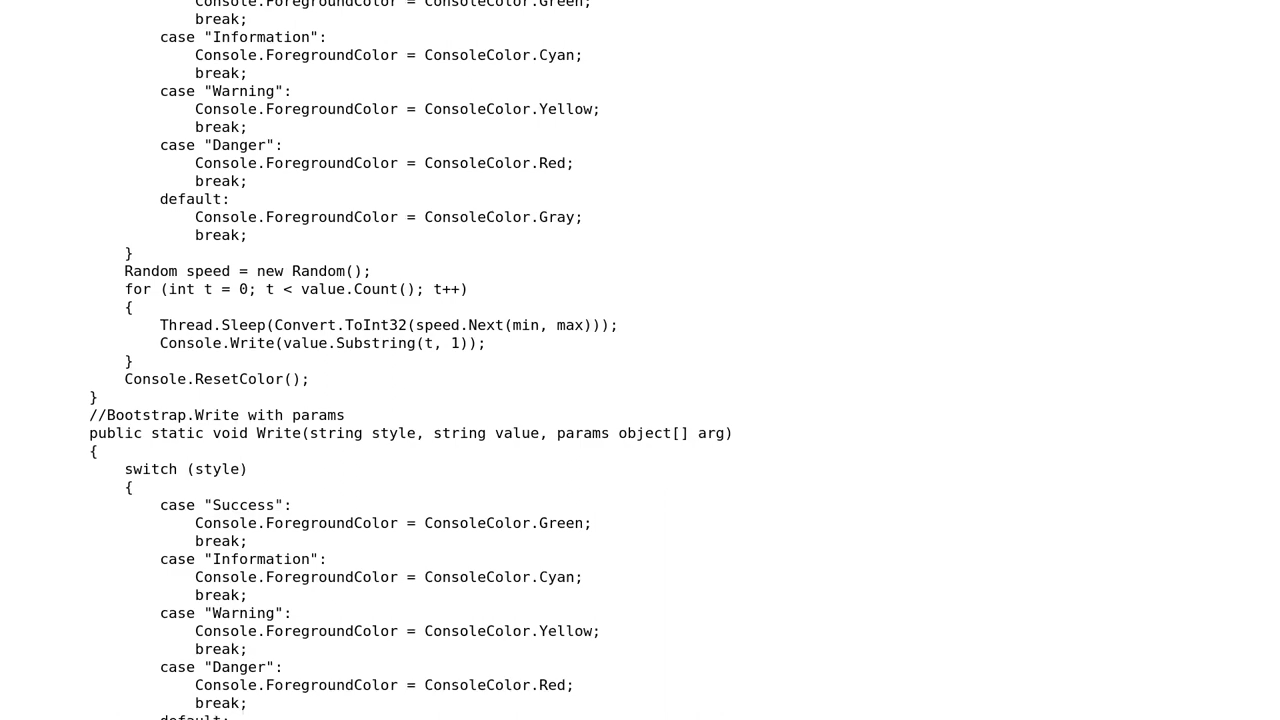 Console.ForegroundColor = ConsoleColor.Green;
break;
case "Information":
Console.ForegroundColor = ConsoleColor.Cyan;
break;
case "Warning":
Console.ForegroundColor = ConsoleColor.Yellow;
break;
case "Danger":
Console.ForegroundColor = ConsoleColor.Red;
break;
default:
Console.ForegroundColor = ConsoleColor.Gray;
break;
}
Random speed = new Random();
for (int t = 0; t < value.Count(); t++)
{
Thread.Sleep(Convert.ToInt32(speed.Next(min, max)));
Console.Write(value.Substring(t, 1));
}
Console.ResetColor();
}
//Bootstrap.Write with params
public static void Write(string style, string value, params object[] arg)
{
switch (style)
{
case "Success":
Console.ForegroundColor = ConsoleColor.Green;
break;
case "Information":
Console.ForegroundColor = ConsoleColor.Cyan;
break;
case "Warning":
Console.ForegroundColor = ConsoleColor.Yellow;
break;
case "Danger":
Console.ForegroundColor = ConsoleColor.Red;
break;
default: